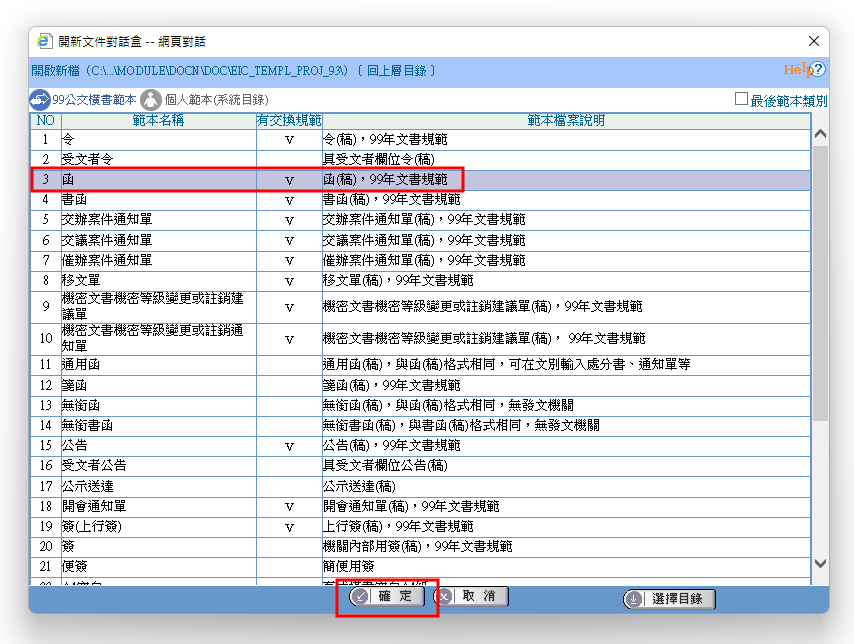 開新文件對話盒 -- 網頁對話
開啟新檔（C:\...\MODULE\DOCN\DOC\EIC_TEMPL_PROJ_93\）〔 回上層目錄 〕 Help?
99公文橫書範本 個人範本(系統目錄) 最後範本類別
NO 範本名稱 有交換規範 範本檔案說明
1 令 v 令(稿)，99年文書規範
2 受文者令 具受文者欄位令(稿)
3 函 v 函(稿)，99年文書規範
4 書函 v 書函(稿)，99年文書規範
5 交辦案件通知單 v 交辦案件通知單(稿)，99年文書規範
6 交議案件通知單 v 交議案件通知單(稿)，99年文書規範
7 催辦案件通知單 v 催辦案件通知單(稿)，99年文書規範
8 移文單 v 移文單(稿)，99年文書規範
9 機密文書機密等級變更或註銷建議單 v 機密文書機密等級變更或註銷建議單(稿)，99年文書規範
10 機密文書機密等級變更或註銷通知單 v 機密文書機密等級變更或註銷建議單(稿)， 99年文書規範
11 通用函 通用函(稿)，與函(稿)格式相同，可在文別輸入處分書、通知單等
12 箋函 箋函(稿)，99年文書規範
13 無銜函 無銜函(稿)，與函(稿)格式相同，無發文機關
14 無銜書函 無銜書函(稿)，與書函(稿)格式相同，無發文機關
15 公告 v 公告(稿)，99年文書規範
16 受文者公告 具受文者欄位公告(稿)
17 公示送達 公示送達(稿)
18 開會通知單 v 開會通知單(稿)，99年文書規範
19 簽(上行簽) v 上行簽(稿)，99年文書規範
20 簽 機關內部用簽(稿)，99年文書規範
21 便簽 簡便用簽
確 定 取 消 選擇目錄